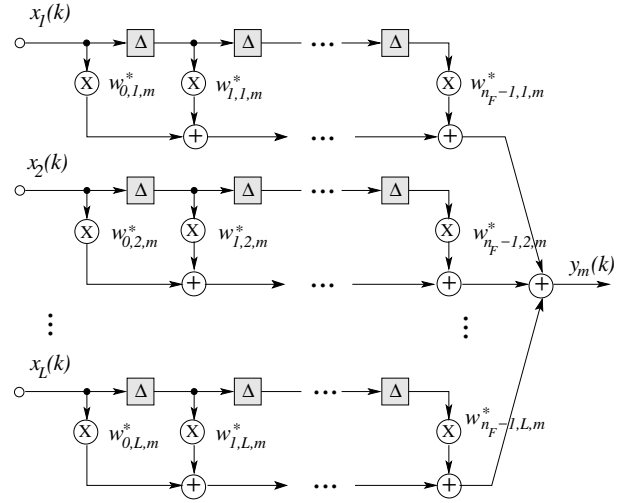 x_1(k)
Δ Δ ... Δ
X w*_{0,1,m} X w*_{1,1,m} X w*_{n_F−1,1,m}
+ ... +
x_2(k)
Δ Δ ... Δ
X w*_{0,2,m} X w*_{1,2,m} X w*_{n_F−1,2,m}
+ ... + + y_m(k)
x_L(k)
Δ Δ ... Δ
X w*_{0,L,m} X w*_{1,L,m} X w*_{n_F−1,L,m}
+ ... +